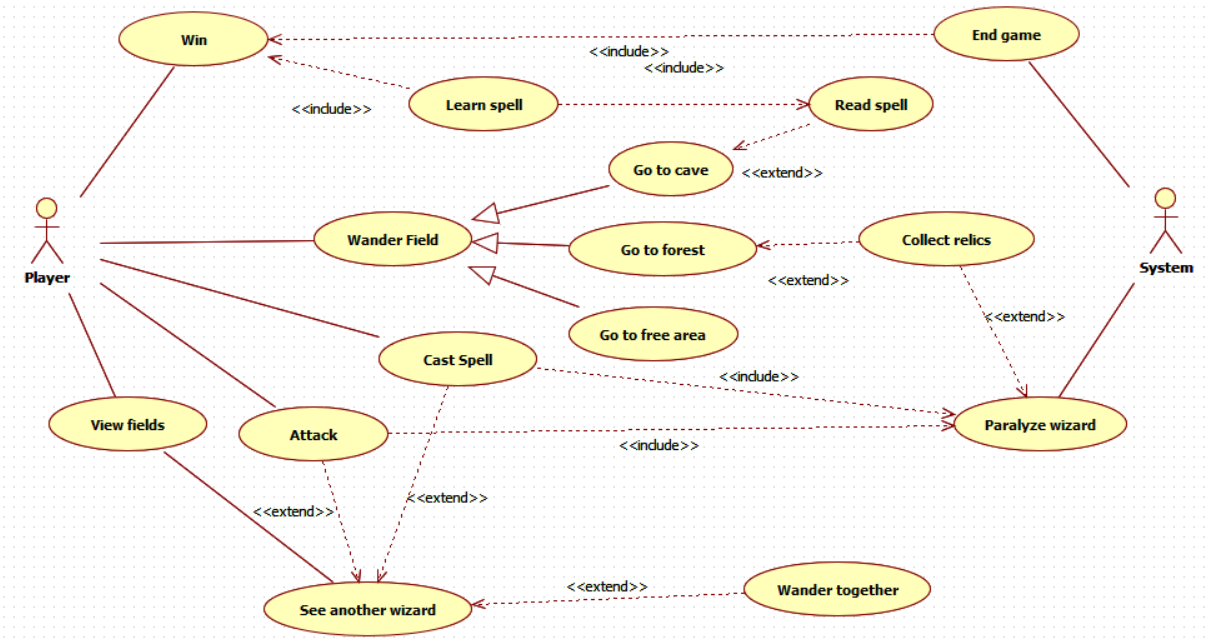 Win
End game
<<include>>
<<include>>
<<include>>
Learn spell
Read spell
Go to cave
<<extend>>
Wander Field
Go to forest
Collect relics
<<extend>>
Player
System
<<extend>>
Go to free area
Cast Spell
<<include>>
View fields
Attack
Paralyze wizard
<<include>>
<<extend>>
<<extend>>
<<extend>>
Wander together
See another wizard